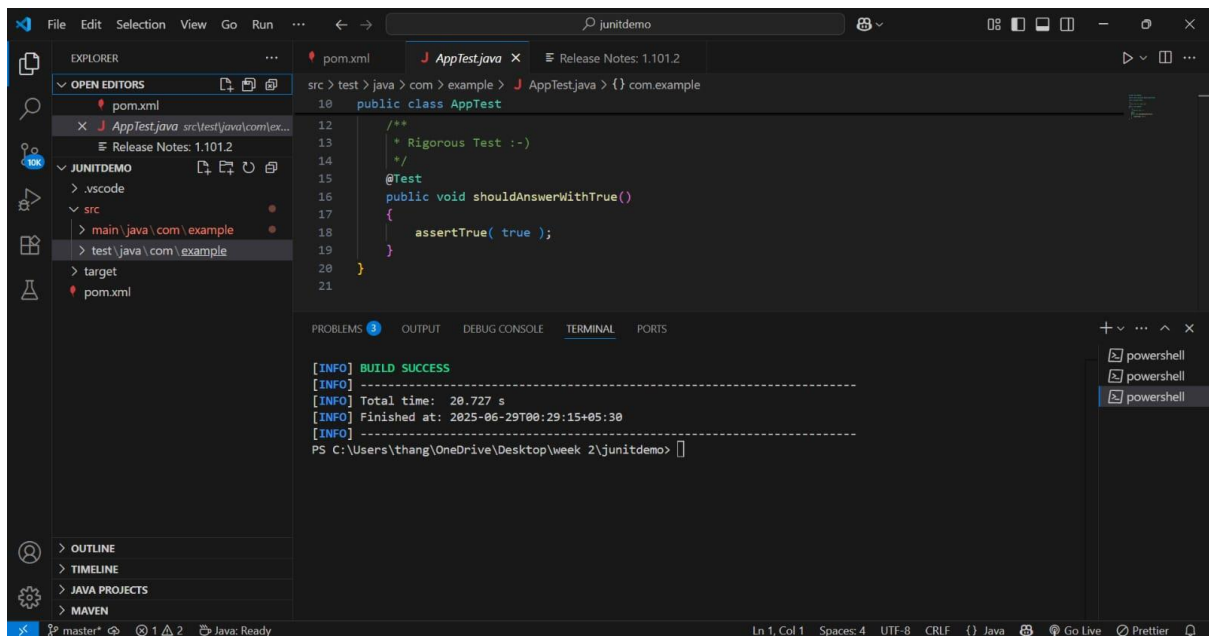 File Edit Selection View Go Run ··· junitdemo
EXPLORER ···
OPEN EDITORS
pom.xml
J AppTest.java src\test\java\com\ex...
Release Notes: 1.101.2
10K
JUNITDEMO
.vscode
src
main\java\com\example
test\java\com\example
target
pom.xml
OUTLINE
TIMELINE
JAVA PROJECTS
MAVEN
pom.xml J AppTest.java Release Notes: 1.101.2
src > test > java > com > example > J AppTest.java > {} com.example
10 public class AppTest
12 /**
13 * Rigorous Test :-)
14 */
15 @Test
16 public void shouldAnswerWithTrue()
17 {
18 assertTrue( true );
19 }
20 }
21
PROBLEMS 3 OUTPUT DEBUG CONSOLE TERMINAL PORTS
[INFO] BUILD SUCCESS
[INFO] ------------------------------------------------------------------------
[INFO] Total time: 20.727 s
[INFO] Finished at: 2025-06-29T00:29:15+05:30
[INFO] ------------------------------------------------------------------------
PS C:\Users\thang\OneDrive\Desktop\week 2\junitdemo>
powershell
powershell
powershell
master* 1 2 Java: Ready Ln 1, Col 1 Spaces: 4 UTF-8 CRLF {} Java Go Live Prettier